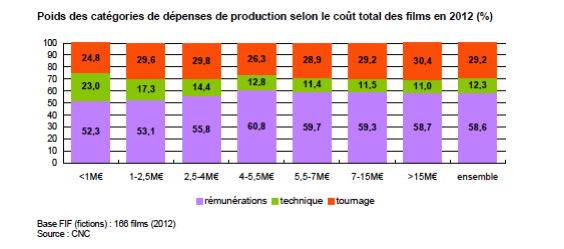 Poids des catégories de dépenses de production selon le coût total des films en 2012 (%)
100
90
80
70
60
50
40
30
20
10
0
24,8 29,6 29,8 26,3 28,9 29,2 30,4 29,2
23,0 17,3 14,4 12,8 11,4 11,5 11,0 12,3
52,3 53,1 55,8 60,8 59,7 59,3 58,7 58,6
<1M€ 1-2,5M€ 2,5-4M€ 4-5,5M€ 5,5-7M€ 7-15M€ >15M€ ensemble
rémunérations technique tournage
Base FIF (fictions) : 166 films (2012)
Source : CNC